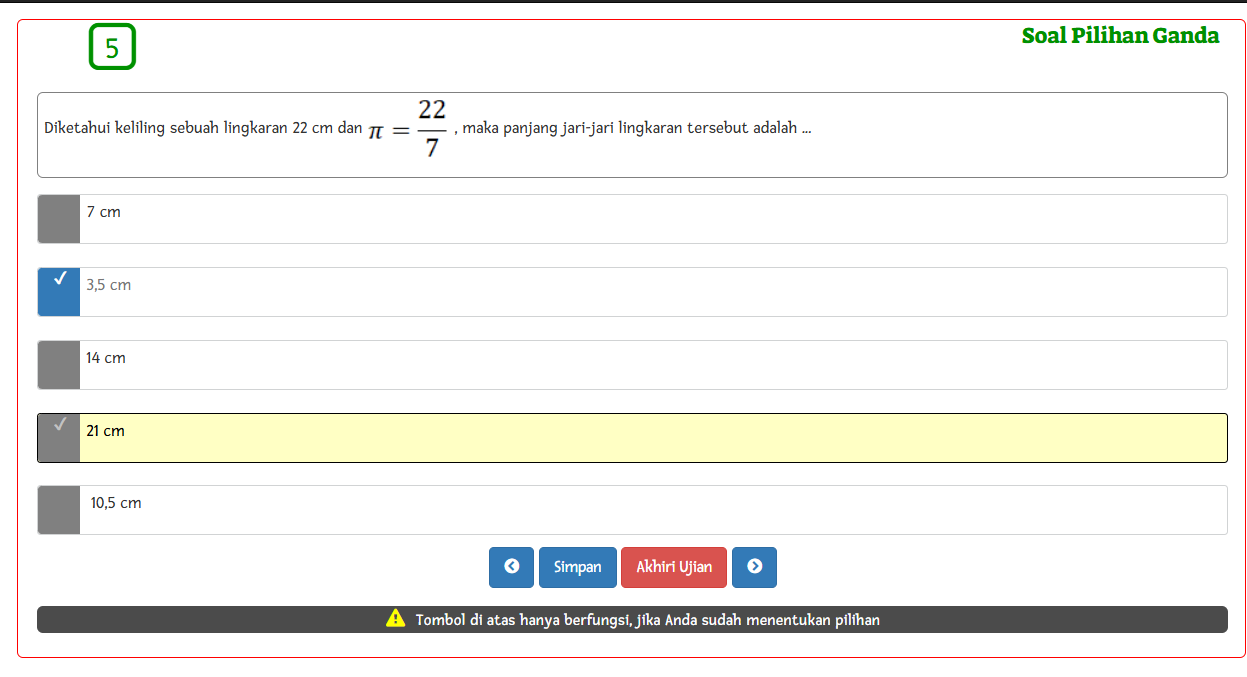 5
Soal Pilihan Ganda
Diketahui keliling sebuah lingkaran 22 cm dan π = 22/7 , maka panjang jari-jari lingkaran tersebut adalah ...
7 cm
3,5 cm
14 cm
21 cm
10,5 cm
Simpan Akhiri Ujian
Tombol di atas hanya berfungsi, jika Anda sudah menentukan pilihan